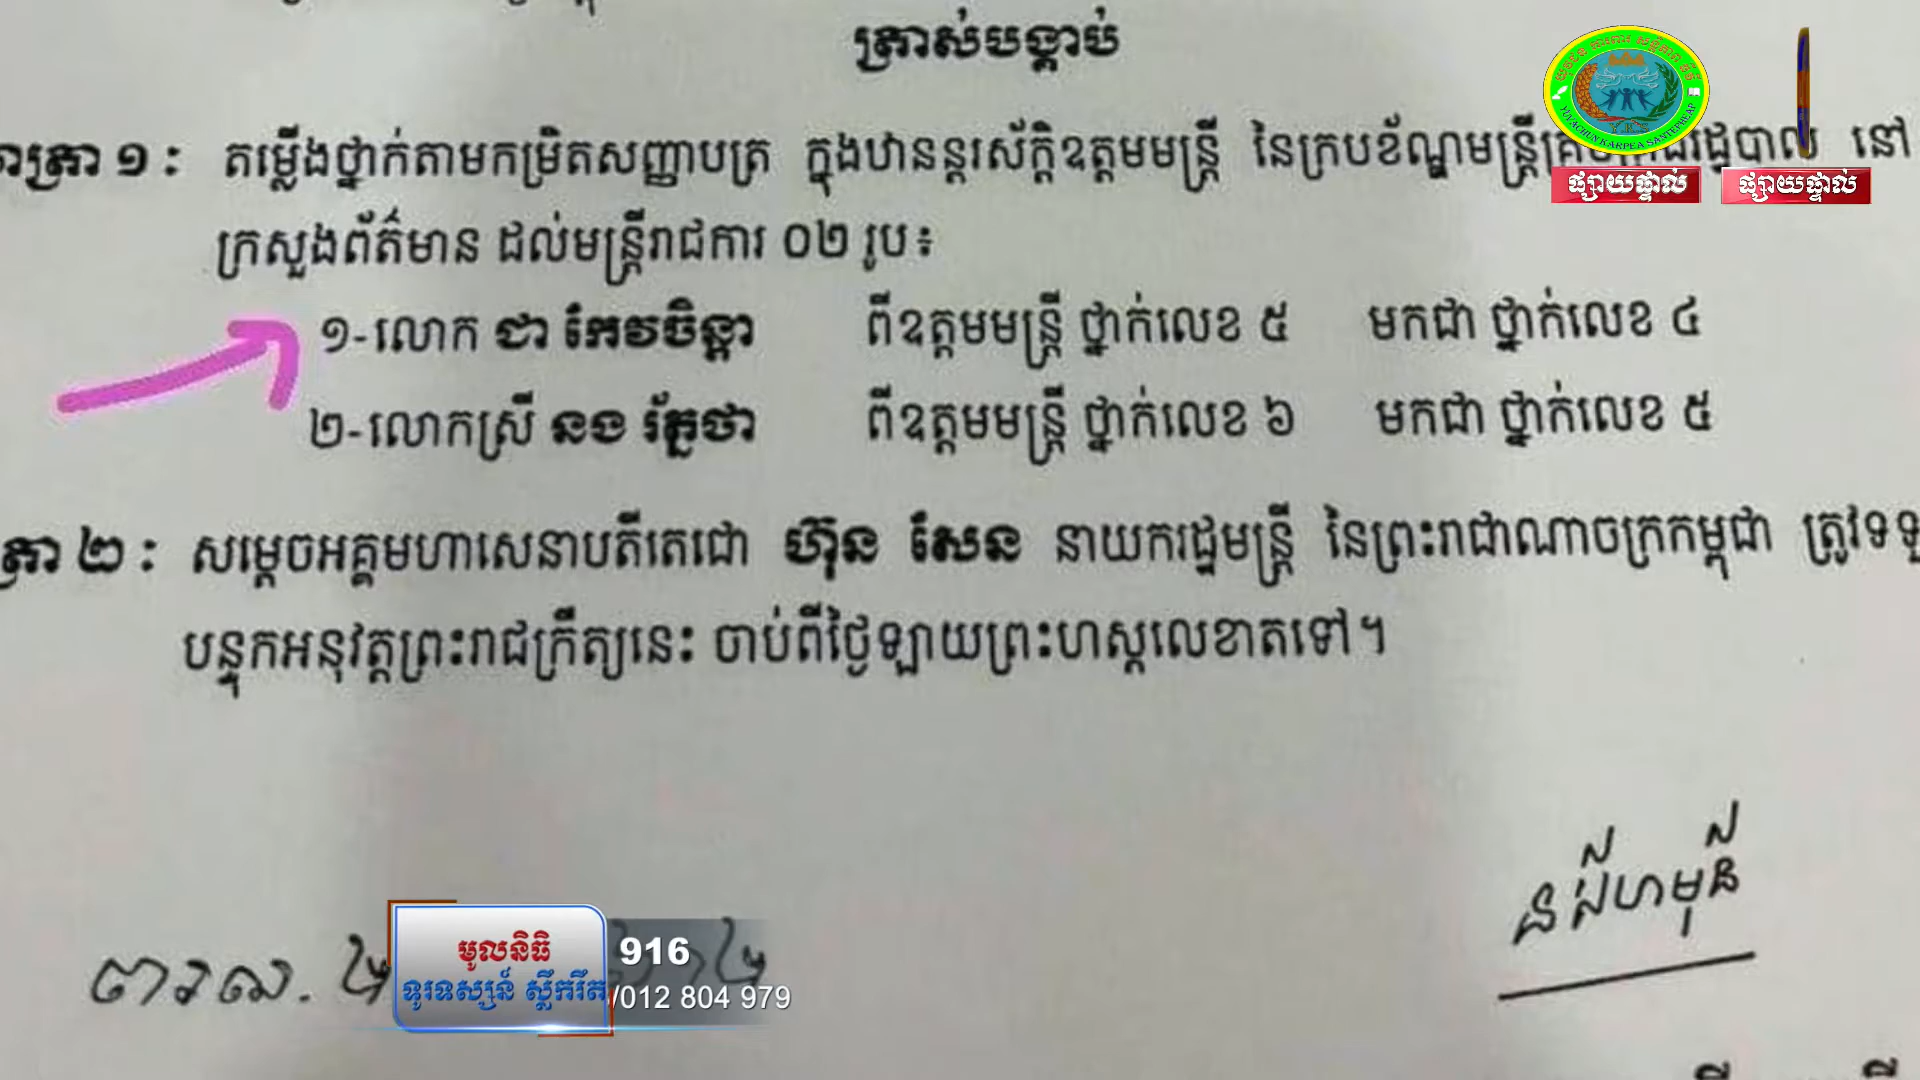 ត្រាស់បង្គាប់
ត្រា ១ ៖ តម្លើងថ្នាក់តាមកម្រិតសញ្ញាបត្រ ក្នុងឋានន្តរស័ក្តិឧត្តមមន្ត្រី នៃក្របខ័ណ្ឌមន្ត្រី រដ្ឋបាល នៅ
ក្រសួងព័ត៌មាន ដល់មន្ត្រីរាជការ ០២ រូប៖
១-លោក ជា កែវចិន្តា ពីឧត្តមមន្ត្រី ថ្នាក់លេខ ៥ មកជា ថ្នាក់លេខ ៤
២-លោកស្រី នង ពីឧត្តមមន្ត្រី ថ្នាក់លេខ ៦ មកជា ថ្នាក់លេខ ៥
ត្រា ២ ៖ សម្តេចអគ្គមហាសេនាបតីតេជោ ហ៊ុន សែន នាយករដ្ឋមន្ត្រី នៃព្រះរាជាណាចក្រកម្ពុជា ត្រូវទទួ
បន្ទុកអនុវត្តព្រះរាជក្រឹត្យនេះ ចាប់ពីថ្ងៃឡាយព្រះហស្តលេខាតទៅ។
YUVACHUN KARPEA SANTEPHEAP
Y.K.S
ផ្សាយផ្ទាល់ ផ្សាយផ្ទាល់
មូលនិធិ
ទូរទស្សន៍ ស្លឹករឹត
916
/012 804 979